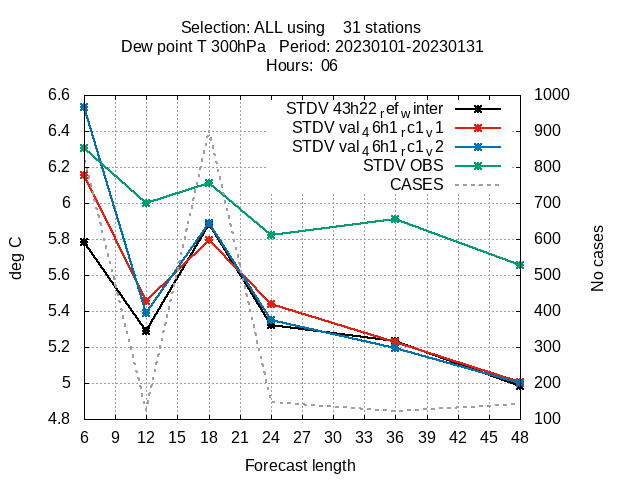 Selection: ALL using    31 stations
Dew point T 300hPa   Period: 20230101-20230131
Hours:  06
STDV 43h22_ref_winter
STDV val_46h1_rc1_v1
STDV val_46h1_rc1_v2
STDV OBS
CASES
deg C
6.6
6.4
6.2
6
5.8
5.6
5.4
5.2
5
4.8
1000
900
800
700
600
500
400
300
200
100
No cases
6 9 12 15 18 21 24 27 30 33 36 39 42 45 48
Forecast length